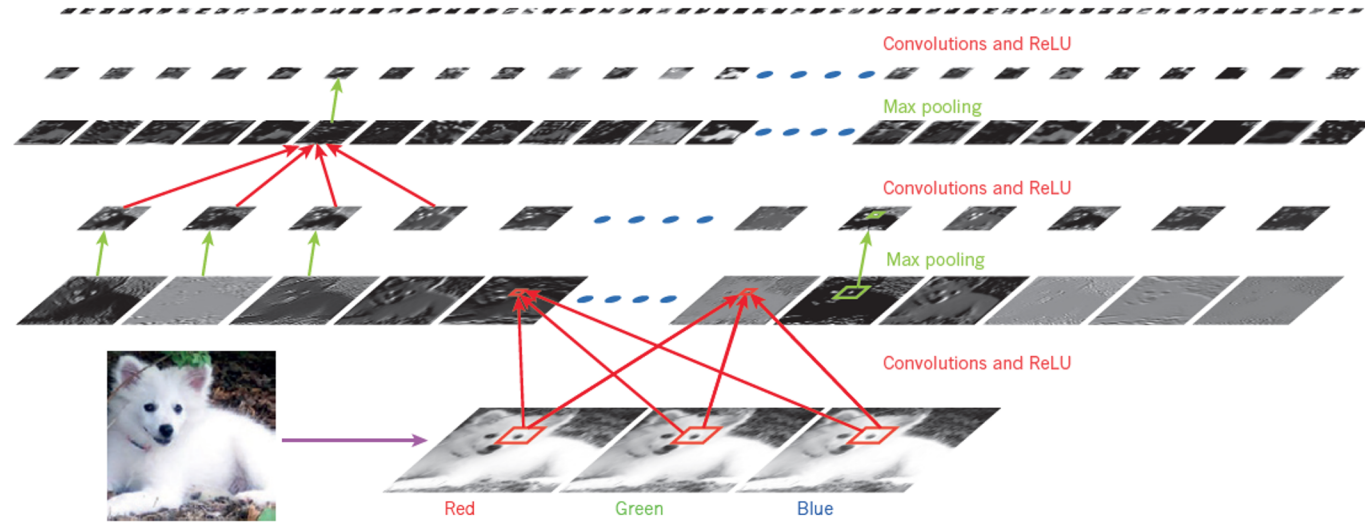 Convolutions and ReLU
Max pooling
Convolutions and ReLU
Max pooling
Convolutions and ReLU
Red
Green
Blue